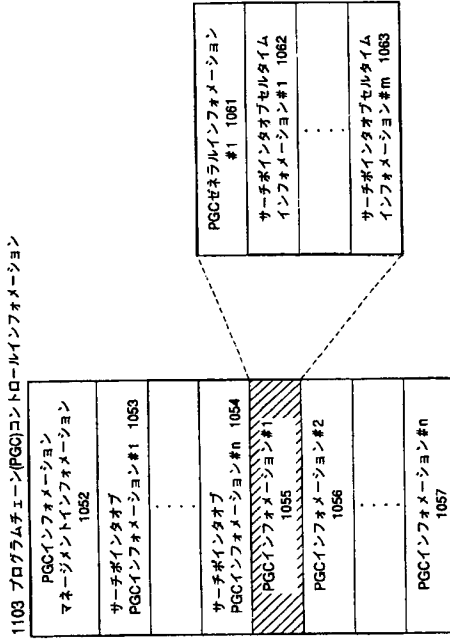 1103 プログラムチェーン(PGC)コントロールインフォメーション
PGCインフォメーション
マネージメントインフォメーション
1052
サーチポインタオブ
PGCインフォメーション#1 1053
・・・・・
サーチポインタオブ
PGCインフォメーション#n 1054
PGCインフォメーション#1
1055
PGCインフォメーション#2
1056
・・・・・
PGCインフォメーション#n
1057
PGCゼネラルインフォメーション
#1 1061
サーチポインタオブセルタイム
インフォメーション#1 1062
・・・・・
サーチポインタオブセルタイム
インフォメーション#m 1063